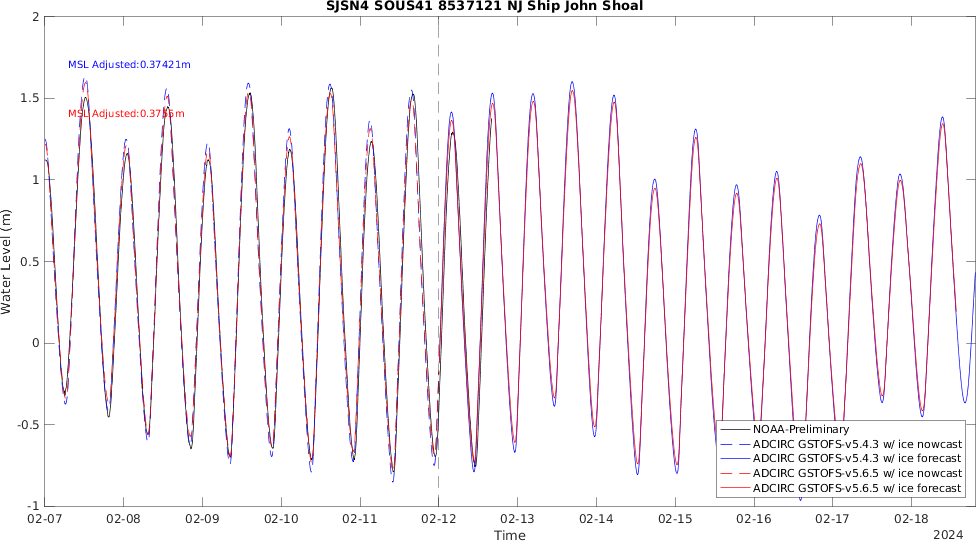 SJSN4 SOUS41 8537121 NJ Ship John Shoal
2
1.5
1
0.5
0
-0.5
-1
Water Level (m)
MSL Adjusted:0.37421m
MSL Adjusted:0.3755m
NOAA-Preliminary
ADCIRC GSTOFS-v5.4.3 w/ ice nowcast
ADCIRC GSTOFS-v5.4.3 w/ ice forecast
ADCIRC GSTOFS-v5.6.5 w/ ice nowcast
ADCIRC GSTOFS-v5.6.5 w/ ice forecast
02-07 02-08 02-09 02-10 02-11 02-12 02-13 02-14 02-15 02-16 02-17 02-18
Time
2024